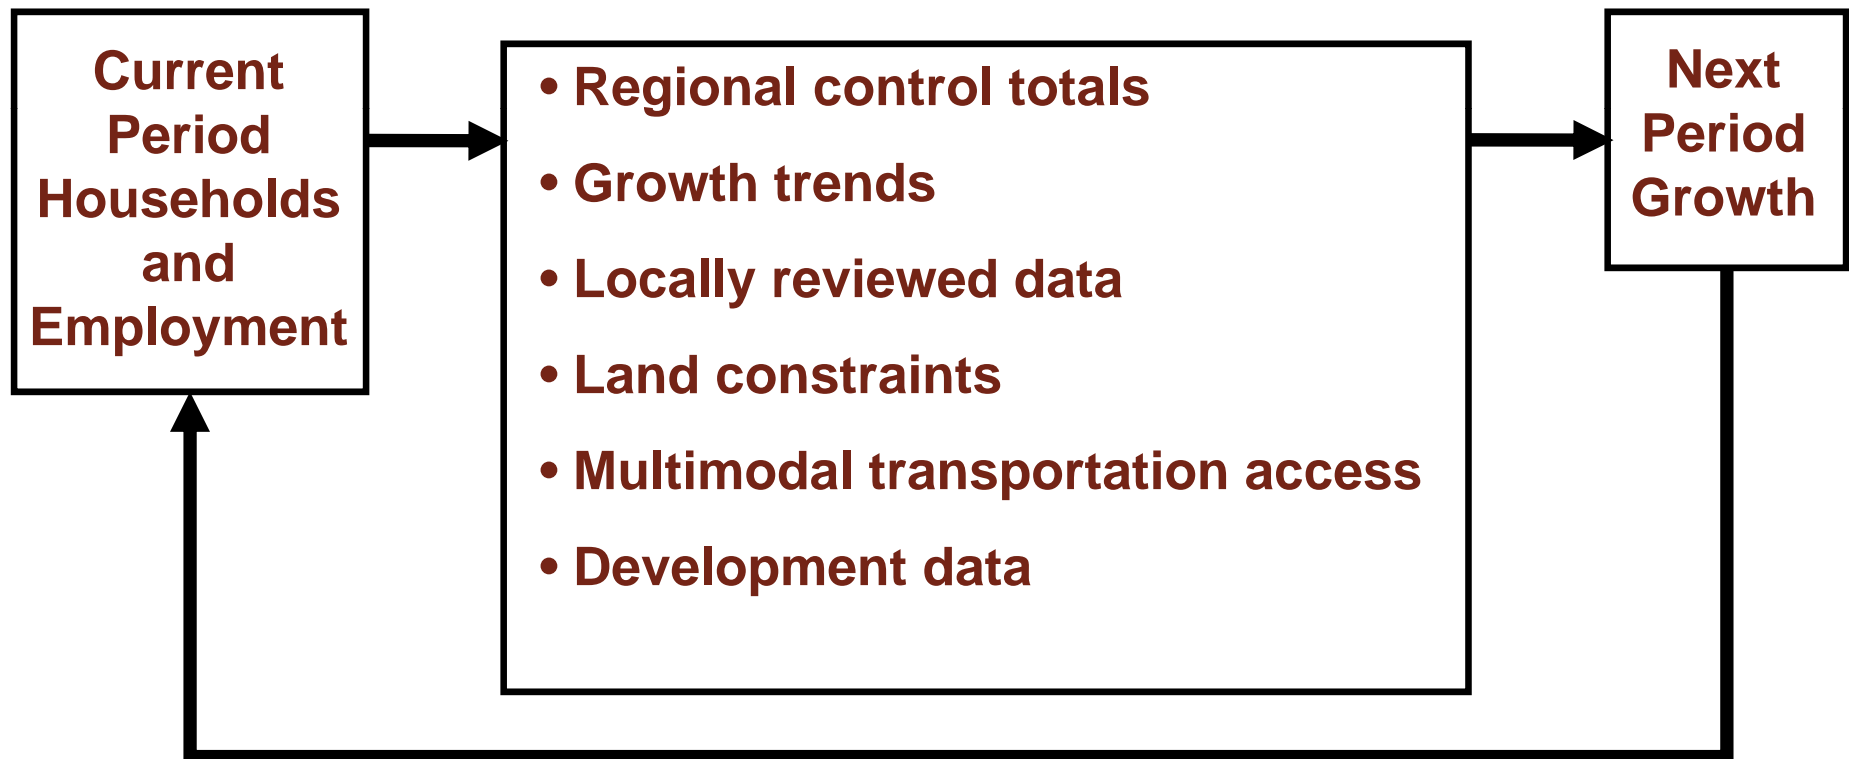 Current
Period
Households
and
Employment
• Regional control totals
• Growth trends
• Locally reviewed data
• Land constraints
• Multimodal transportation access
• Development data
Next
Period
Growth